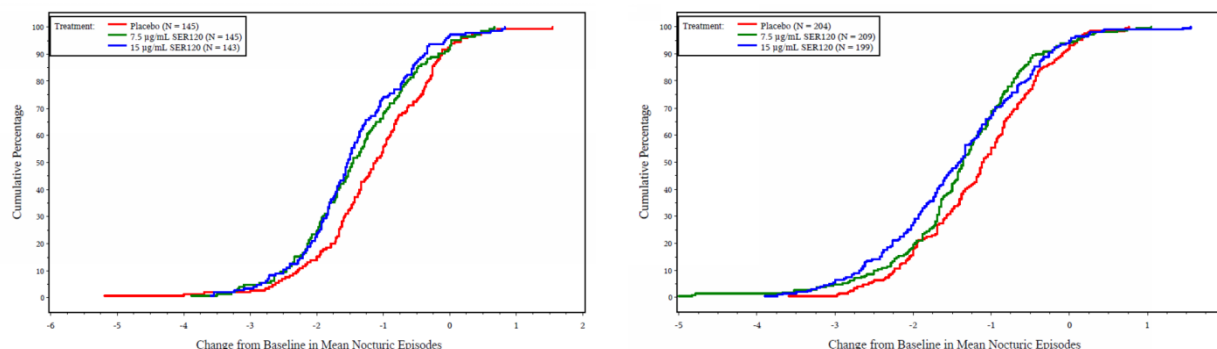 Treatment:
Placebo (N = 145)
7.5 µg/mL SER120 (N = 145)
15 µg/mL SER120 (N = 143)
Cumulative Percentage
100
90
80
70
60
50
40
30
20
10
0
-6 -5 -4 -3 -2 -1 0 1 2
Change from Baseline in Mean Nocturic Episodes
Treatment:
Placebo (N = 204)
7.5 µg/mL SER120 (N = 209)
15 µg/mL SER120 (N = 199)
Cumulative Percentage
100
90
80
70
60
50
40
30
20
10
0
-5 -4 -3 -2 -1 0 1
Change from Baseline in Mean Nocturic Episodes